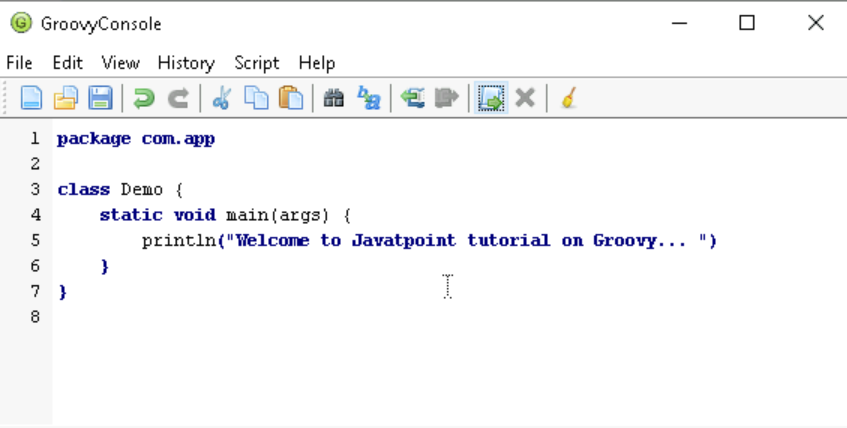 GroovyConsole
File Edit View History Script Help
1 package com.app
2
3 class Demo {
4     static void main(args) {
5         println("Welcome to Javatpoint tutorial on Groovy... ")
6     }
7 }
8